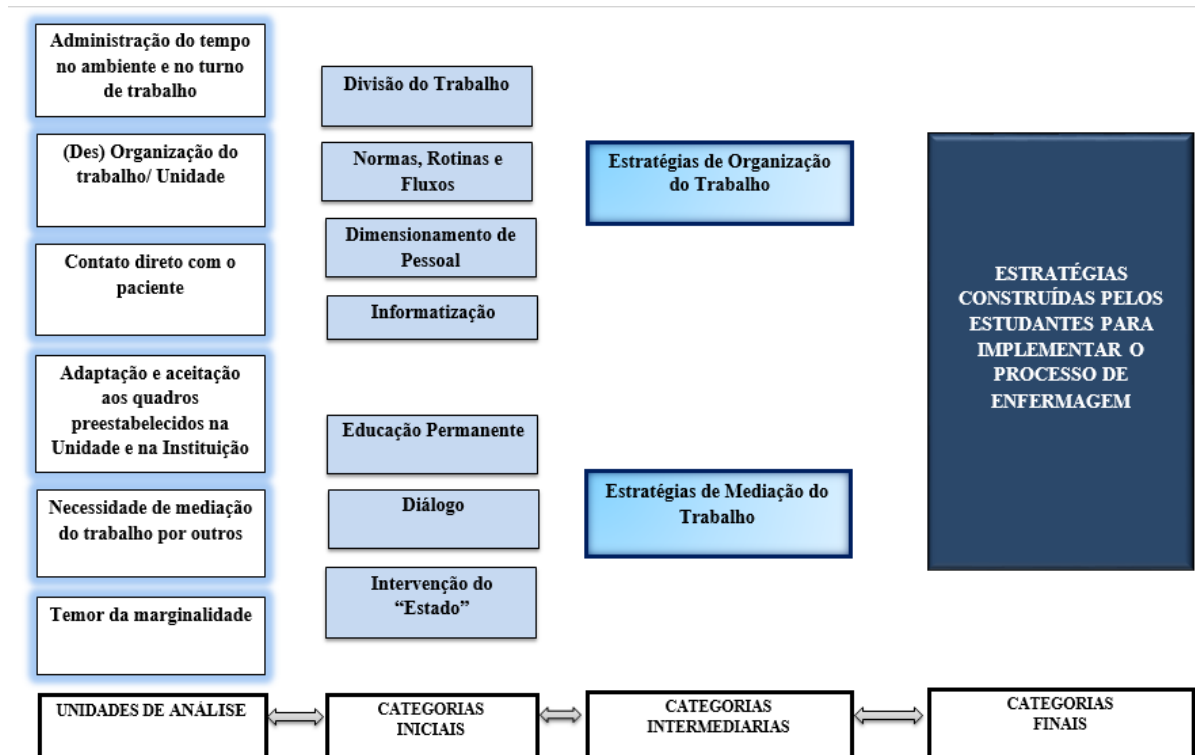 Administração do tempo
no ambiente e no turno
de trabalho
(Des) Organização do
trabalho/ Unidade
Contato direto com o
paciente
Adaptação e aceitação
aos quadros
preestabelecidos na
Unidade e na Instituição
Necessidade de mediação
do trabalho por outros
Temor da marginalidade
Divisão do Trabalho
Normas, Rotinas e
Fluxos
Dimensionamento de
Pessoal
Informatização
Educação Permanente
Diálogo
Intervenção do
“Estado”
Estratégias de Organização
do Trabalho
Estratégias de Mediação do
Trabalho
ESTRATÉGIAS
CONSTRUÍDAS PELOS
ESTUDANTES PARA
IMPLEMENTAR O
PROCESSO DE
ENFERMAGEM
UNIDADES DE ANÁLISE
CATEGORIAS
INICIAIS
CATEGORIAS
INTERMEDIARIAS
CATEGORIAS
FINAIS